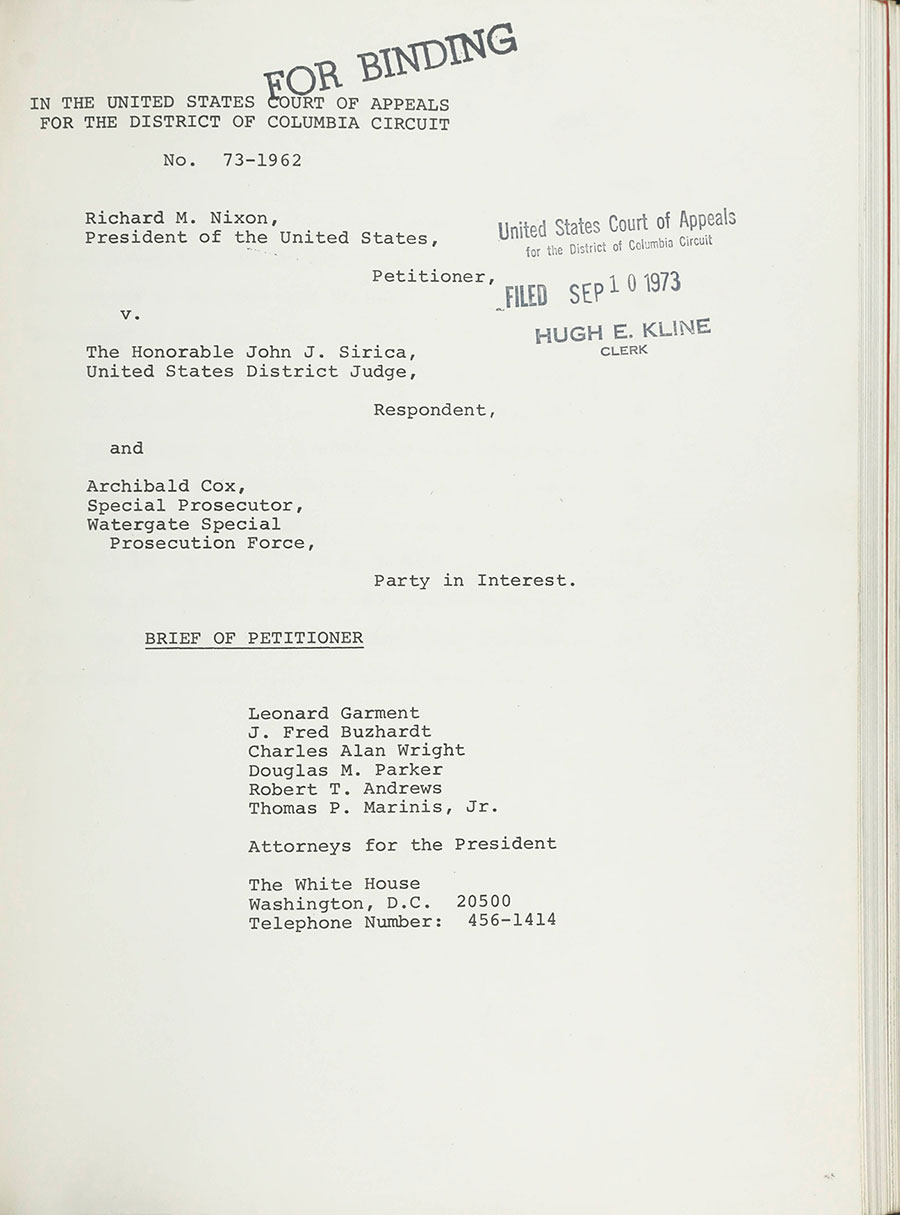 FOR BINDING
IN THE UNITED STATES COURT OF APPEALS
FOR THE DISTRICT OF COLUMBIA CIRCUIT
No. 73-1962
Richard M. Nixon,
President of the United States,
Petitioner,
v.
The Honorable John J. Sirica,
United States District Judge,
Respondent,
and
Archibald Cox,
Special Prosecutor,
Watergate Special
Prosecution Force,
Party in Interest.
United States Court of Appeals
for the District of Columbia Circuit
FILED SEP 10 1973
HUGH E. KLINE
CLERK
BRIEF OF PETITIONER
Leonard Garment
J. Fred Buzhardt
Charles Alan Wright
Douglas M. Parker
Robert T. Andrews
Thomas P. Marinis, Jr.
Attorneys for the President
The White House
Washington, D.C. 20500
Telephone Number: 456-1414